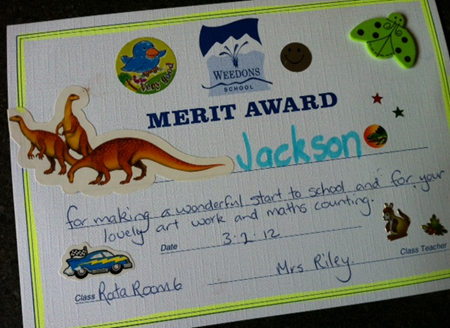 WEEDONS
SCHOOL
MERIT AWARD
Jackson
for making a wonderful start to school and for your
lovely art work and maths counting.
Date 3.2.12
Class Rata Room 6
Mrs Riley.
Class Teacher